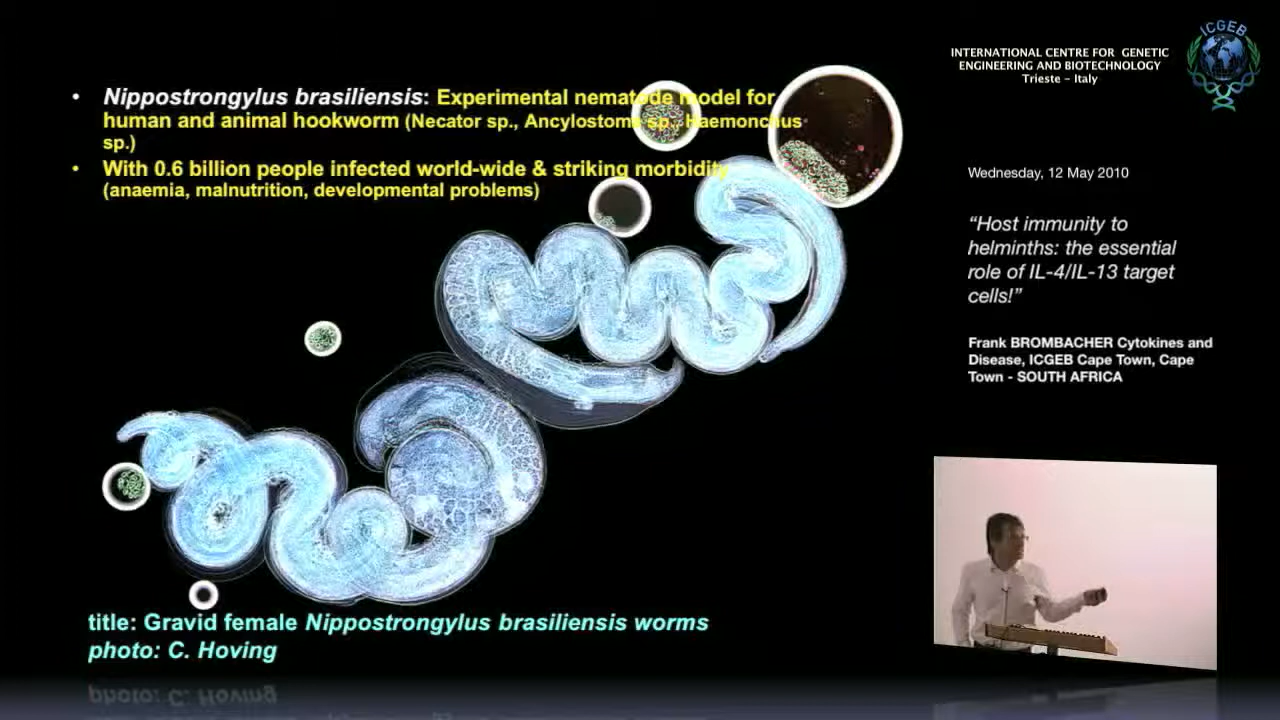 • Nippostrongylus brasiliensis: Experimental nematode model for
human and animal hookworm (Necator sp., Ancylostoma sp., Haemonchus
sp.)
• With 0.6 billion people infected world-wide & striking morbidity
(anaemia, malnutrition, developmental problems)
title: Gravid female Nippostrongylus brasiliensis worms
photo: C. Hoving
INTERNATIONAL CENTRE FOR GENETIC
ENGINEERING AND BIOTECHNOLOGY
Trieste – Italy
ICGEB
Wednesday, 12 May 2010
“Host immunity to
helminths: the essential
role of IL-4/IL-13 target
cells!”
Frank BROMBACHER Cytokines and
Disease, ICGEB Cape Town, Cape
Town - SOUTH AFRICA